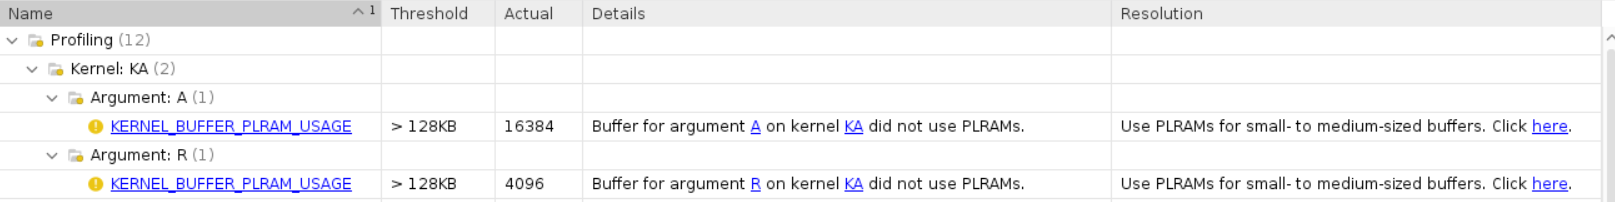 Name 1 Threshold Actual Details Resolution
Profiling (12)
Kernel: KA (2)
Argument: A (1)
KERNEL_BUFFER_PLRAM_USAGE > 128KB 16384 Buffer for argument A on kernel KA did not use PLRAMs. Use PLRAMs for small- to medium-sized buffers. Click here.
Argument: R (1)
KERNEL_BUFFER_PLRAM_USAGE > 128KB 4096 Buffer for argument R on kernel KA did not use PLRAMs. Use PLRAMs for small- to medium-sized buffers. Click here.